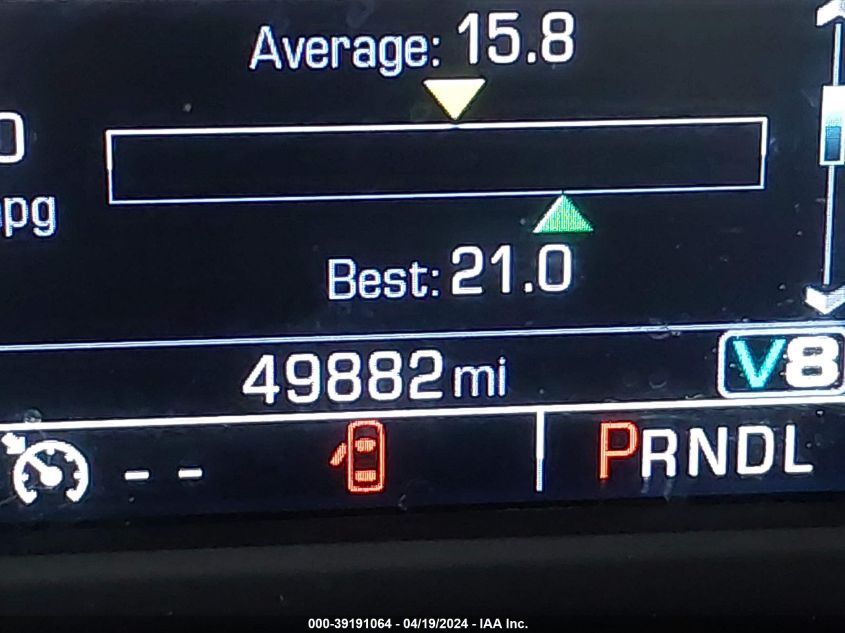 Average: 15.8
Best: 21.0
49882 mi
V8
-- PRNDL
000-39191064 - 04/19/2024 - IAA Inc.